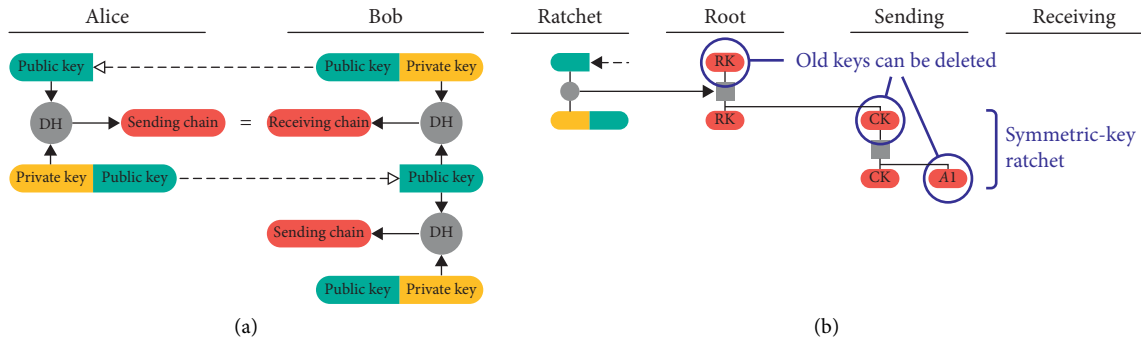 Alice
Bob
Public key
Public key Private key
DH
Sending chain
=
Receiving chain
DH
Private key Public key
Public key
Sending chain
DH
Public key Private key
(a)
Ratchet
Root
Sending
Receiving
RK
Old keys can be deleted
RK
CK
Symmetric-key
ratchet
CK
A1
(b)